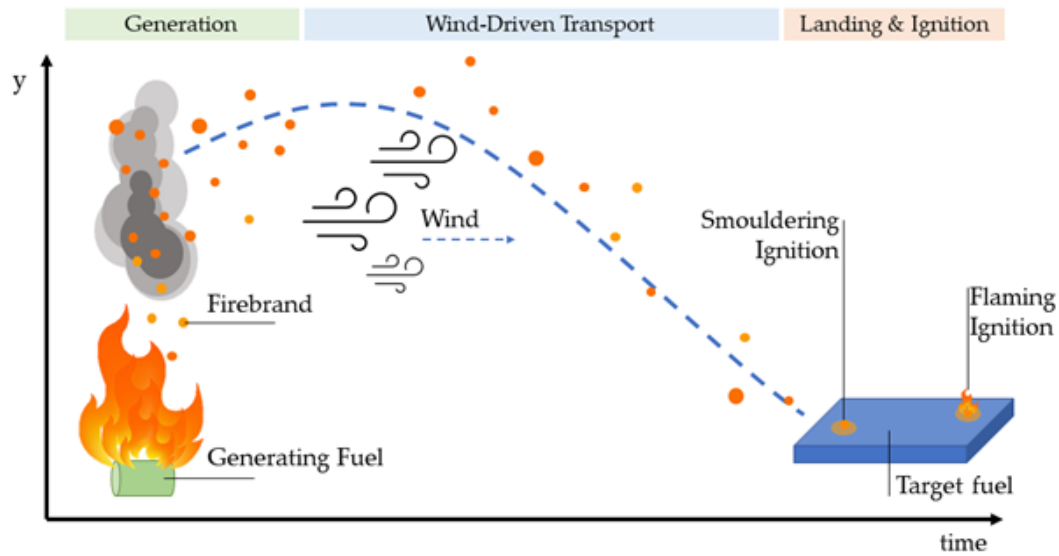 Generation
Wind-Driven Transport
Landing & Ignition
y
Wind
Smouldering
Ignition
Flaming
Ignition
Firebrand
Generating Fuel
Target fuel
time